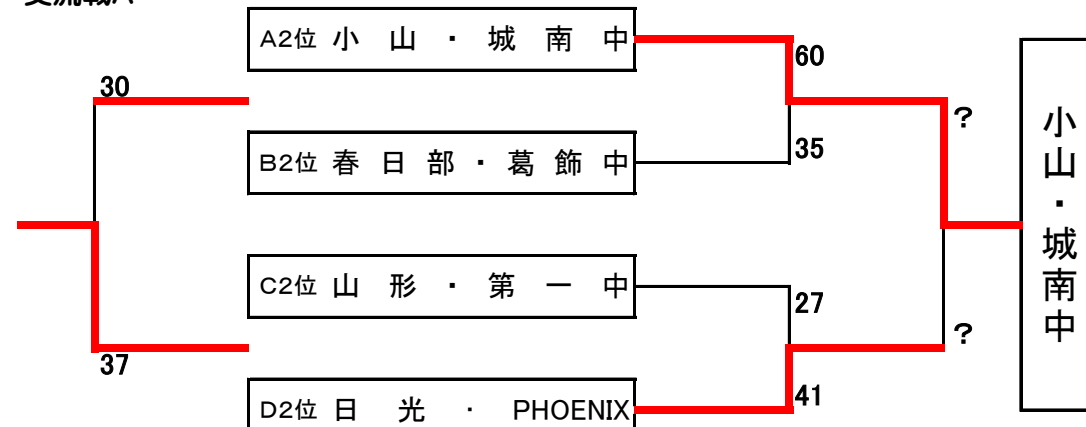 A2位 小 山 ・ 城 南 中
60
30
?
35
B2位 春 日 部 ・ 葛 飾 中
小山・城南中
C2位 山 形 ・ 第 一 中
27
?
37
41
D2位 日 光 ・ PHOENIX